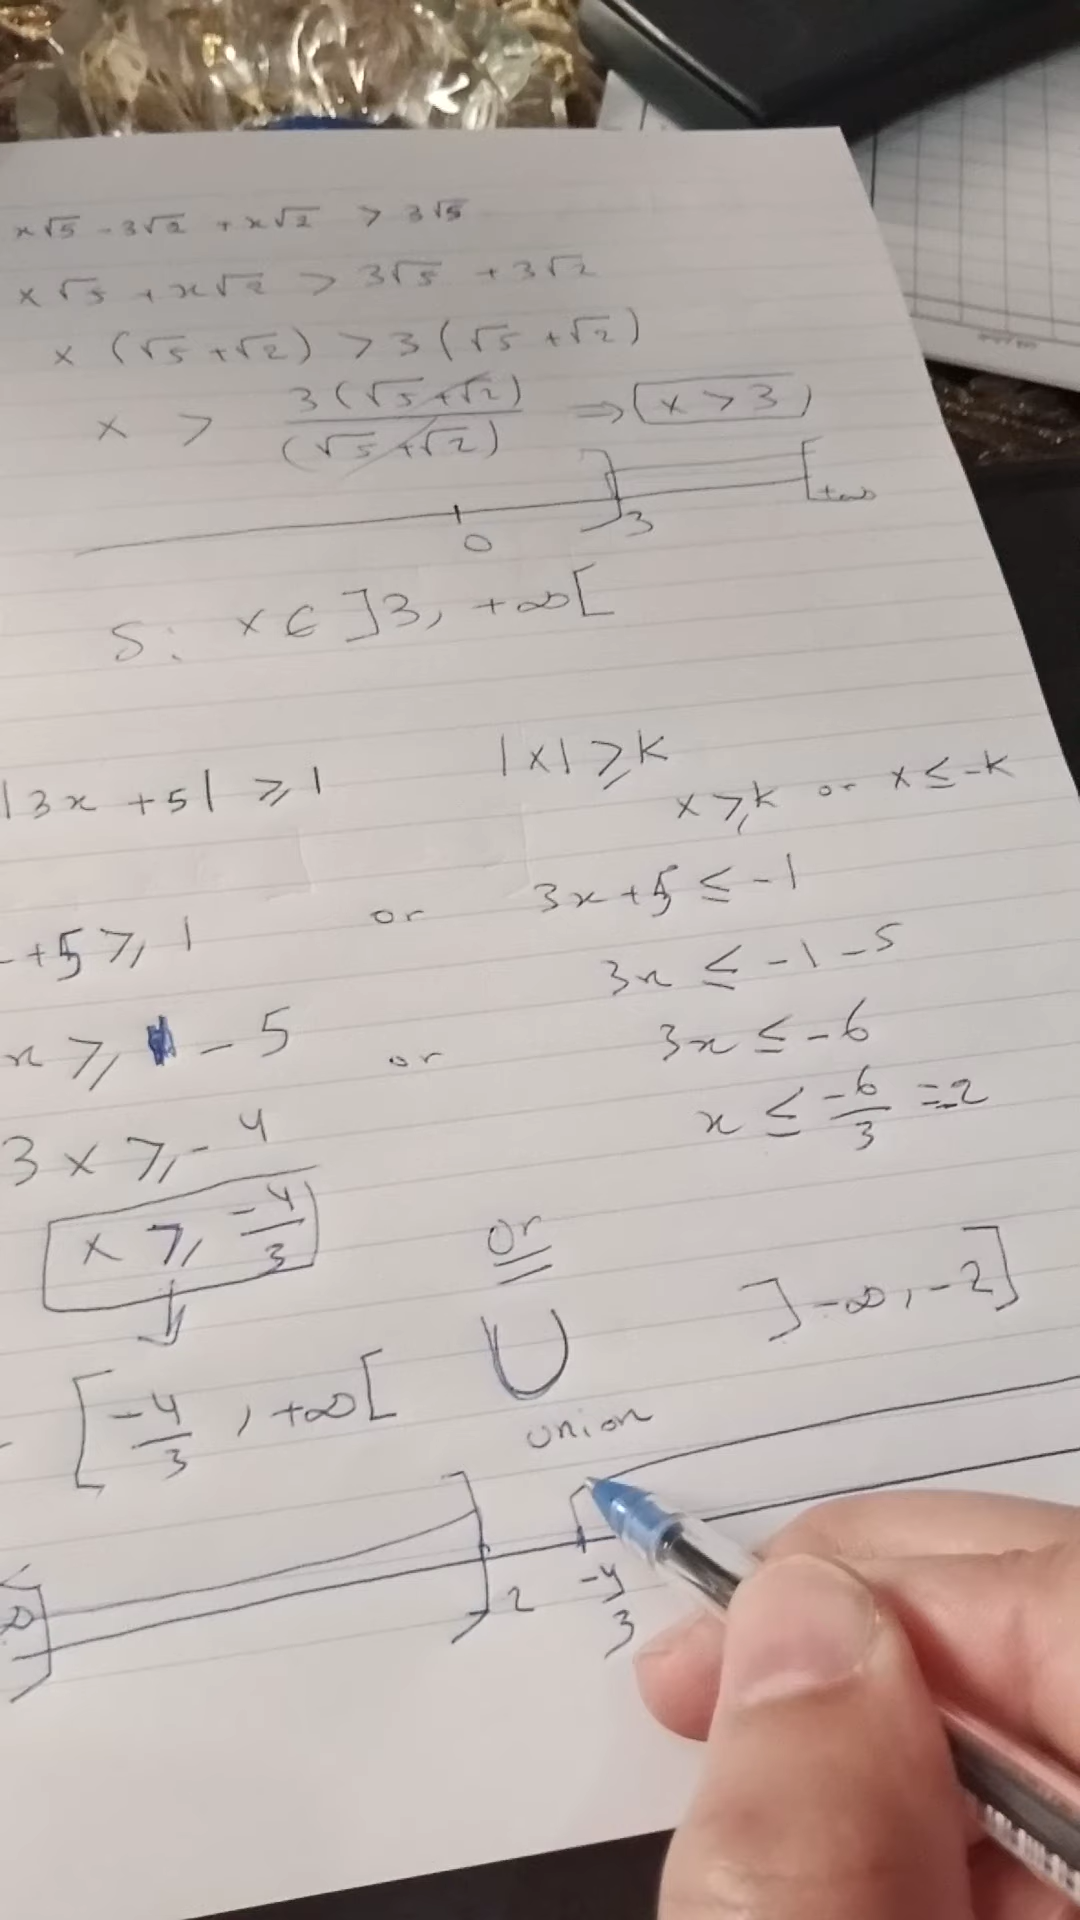 x√5 - 3√2 + x√2 > 3√5
x√5 + x√2 > 3√5 + 3√2
x (√5 + √2) > 3 (√5 + √2)
x > 3(√5+√2)/(√5+√2) ⇒ x > 3
0 3 +∞
S: x ∈ ]3, +∞[
|3x + 5| ≥ 1 |x| ≥ k
x ≥ k or x ≤ -k
+5 ≥ 1 or 3x + 5 ≤ -1
x ≥ - 5 or 3x ≤ -1 - 5
3x ≤ -6
3x ≥ -4 x ≤ -6/3 = -2
x ≥ -4/3 or ]-∞, -2]
[-4/3, +∞[ ∪
union
∞ 2 -4/3